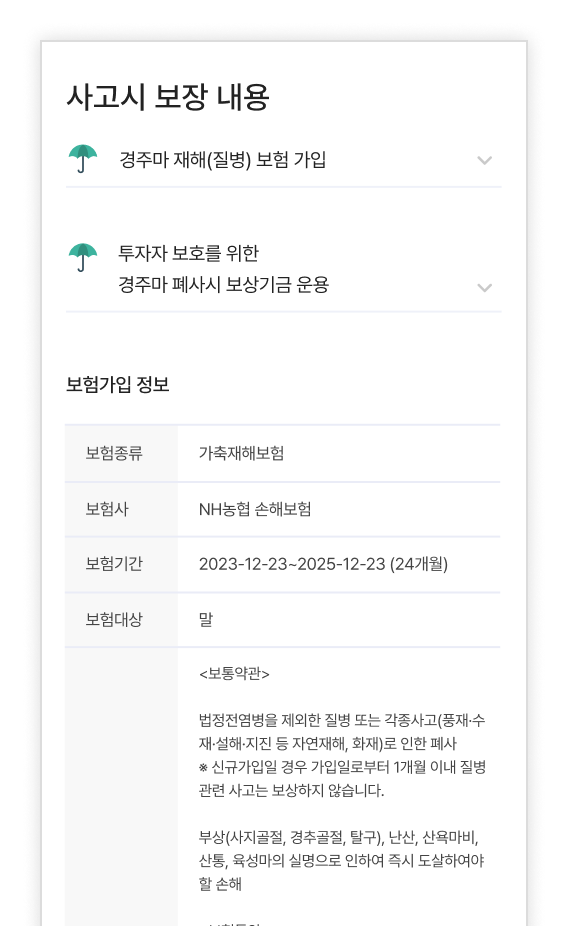 사고시 보장 내용
경주마 재해(질병) 보험 가입
투자자 보호를 위한
경주마 폐사시 보상기금 운용
보험가입 정보
보험종류 가축재해보험
보험사 NH농협 손해보험
보험기간 2023-12-23~2025-12-23 (24개월)
보험대상 말
<보통약관>
법정전염병을 제외한 질병 또는 각종사고(풍재·수
재·설해·지진 등 자연재해, 화재)로 인한 폐사
※ 신규가입일 경우 가입일로부터 1개월 이내 질병
관련 사고는 보상하지 않습니다.
부상(사지골절, 경추골절, 탈구), 난산, 산욕마비,
산통, 육성마의 실명으로 인하여 즉시 도살하여야
할 손해